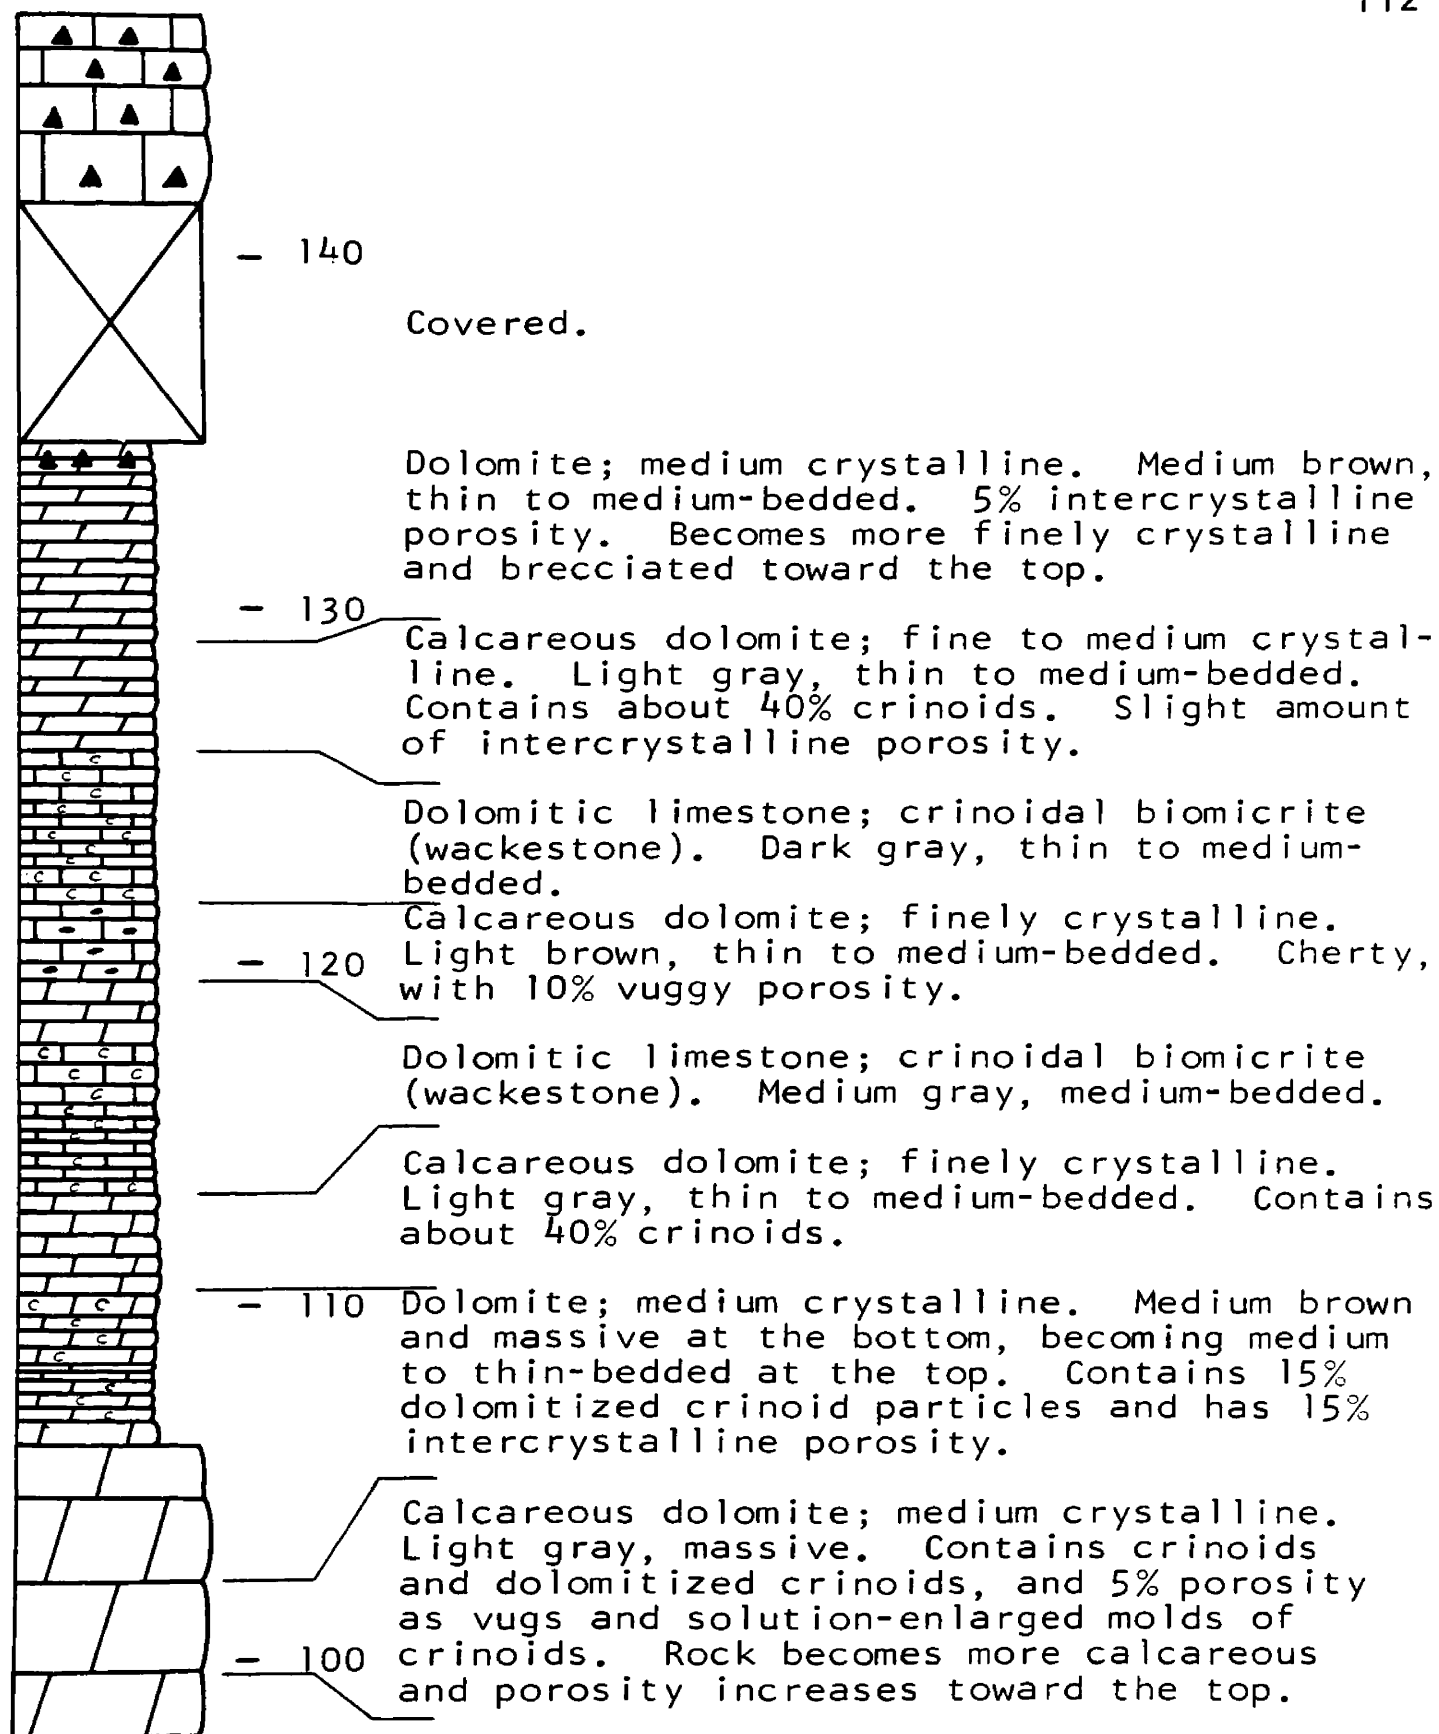 112
- 140
Covered.
Dolomite; medium crystalline. Medium brown,
thin to medium-bedded. 5% intercrystalline
porosity. Becomes more finely crystalline
and brecciated toward the top.
- 130
Calcareous dolomite; fine to medium crystal-
line. Light gray, thin to medium-bedded.
Contains about 40% crinoids. Slight amount
of intercrystalline porosity.
Dolomitic limestone; crinoidal biomicrite
(wackestone). Dark gray, thin to medium-
bedded.
Calcareous dolomite; finely crystalline.
- 120 Light brown, thin to medium-bedded. Cherty,
with 10% vuggy porosity.
Dolomitic limestone; crinoidal biomicrite
(wackestone). Medium gray, medium-bedded.
Calcareous dolomite; finely crystalline.
Light gray, thin to medium-bedded. Contains
about 40% crinoids.
- 110 Dolomite; medium crystalline. Medium brown
and massive at the bottom, becoming medium
to thin-bedded at the top. Contains 15%
dolomitized crinoid particles and has 15%
intercrystalline porosity.
Calcareous dolomite; medium crystalline.
Light gray, massive. Contains crinoids
and dolomitized crinoids, and 5% porosity
as vugs and solution-enlarged molds of
- 100 crinoids. Rock becomes more calcareous
and porosity increases toward the top.